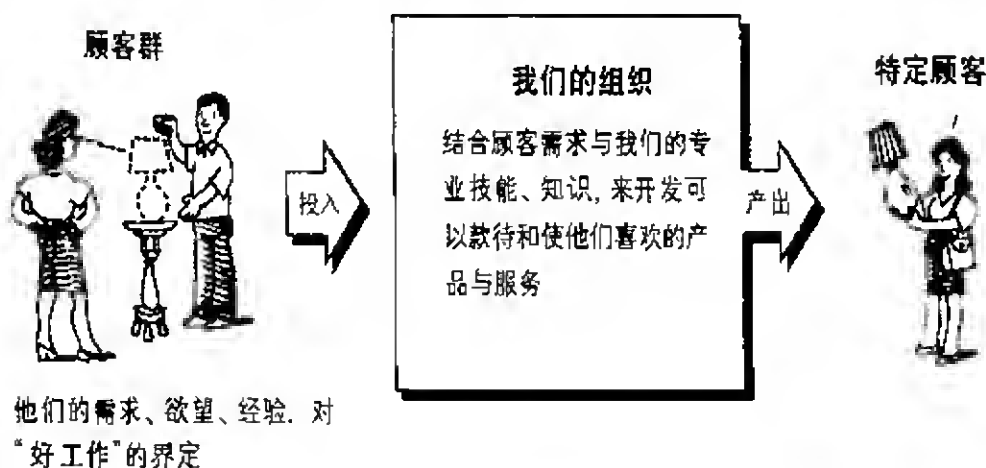 顾客群
我们的组织
特定顾客
结合顾客需求与我们的专
业技能、知识,来开发可
以款待和使他们喜欢的产
品与服务
投入
产出
他们的需求、欲望、经验. 对
“好工作”的界定